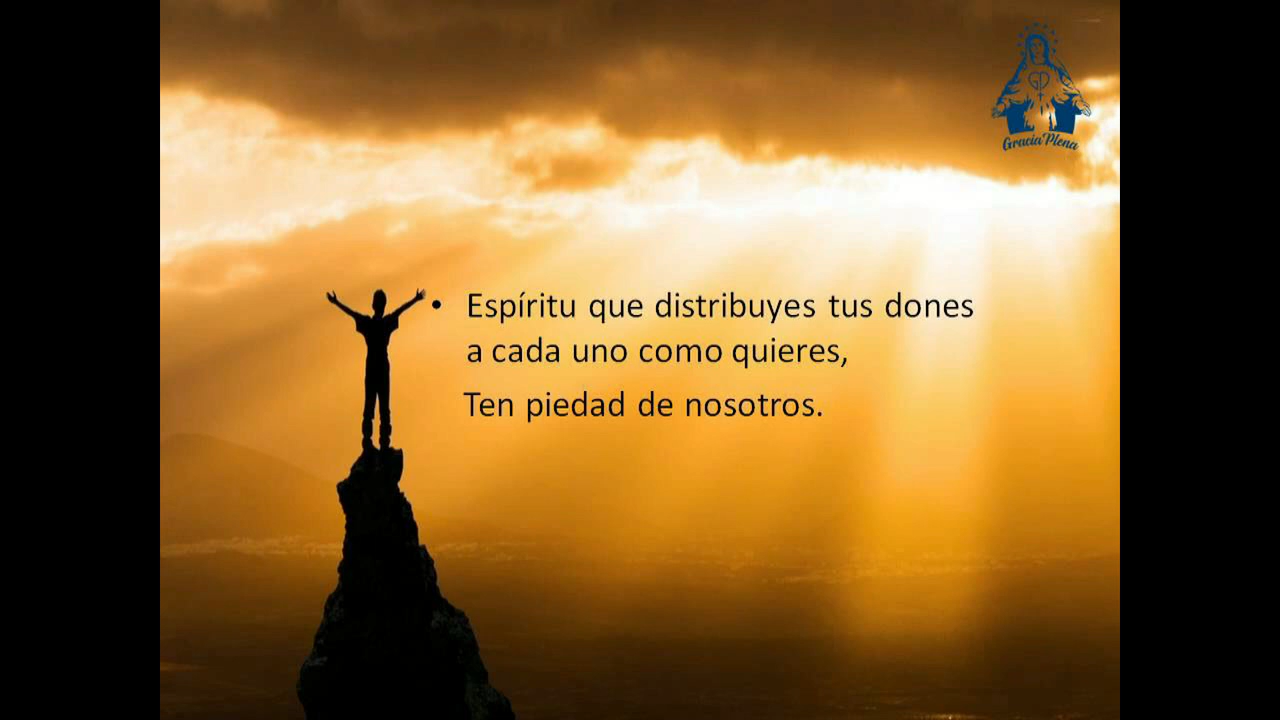 Gracia Plena
• Espíritu que distribuyes tus dones
a cada uno como quieres,
Ten piedad de nosotros.